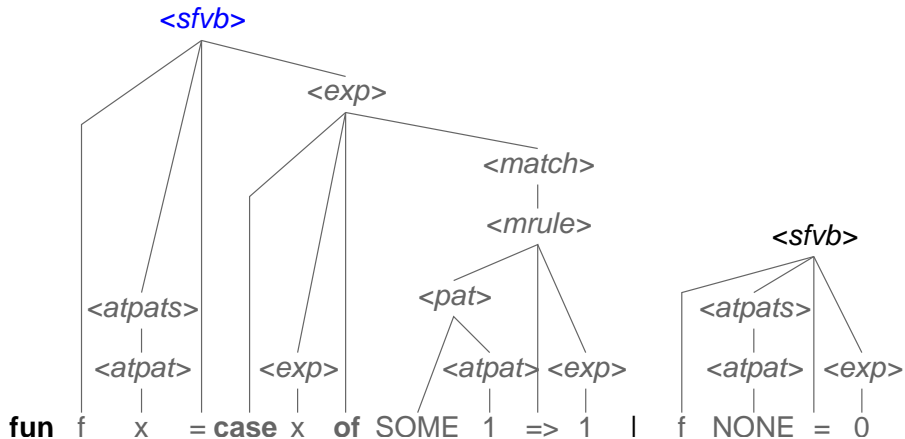 <sfvb>
<exp>
<match>
<mrule>
<sfvb>
<pat>
<atpats> <atpats>
<atpat> <exp> <atpat> <exp> <atpat> <exp>
fun f x = case x of SOME 1 => 1 | f NONE = 0